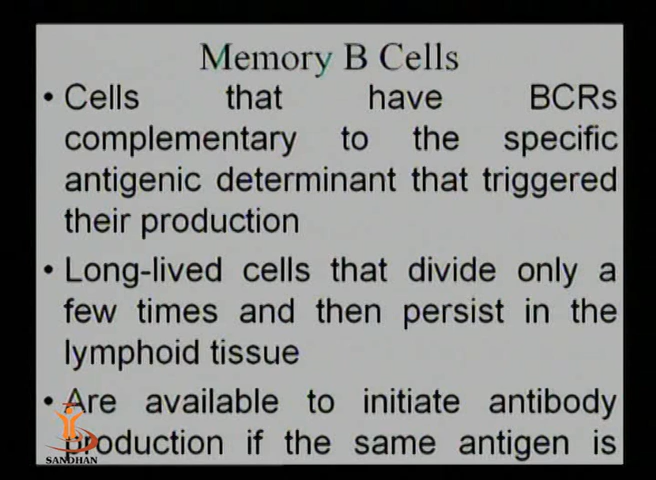 Memory B Cells
• Cells that have BCRs
complementary to the specific
antigenic determinant that triggered
their production
• Long-lived cells that divide only a
few times and then persist in the
lymphoid tissue
• Are available to initiate antibody
production if the same antigen is
SANDHAN